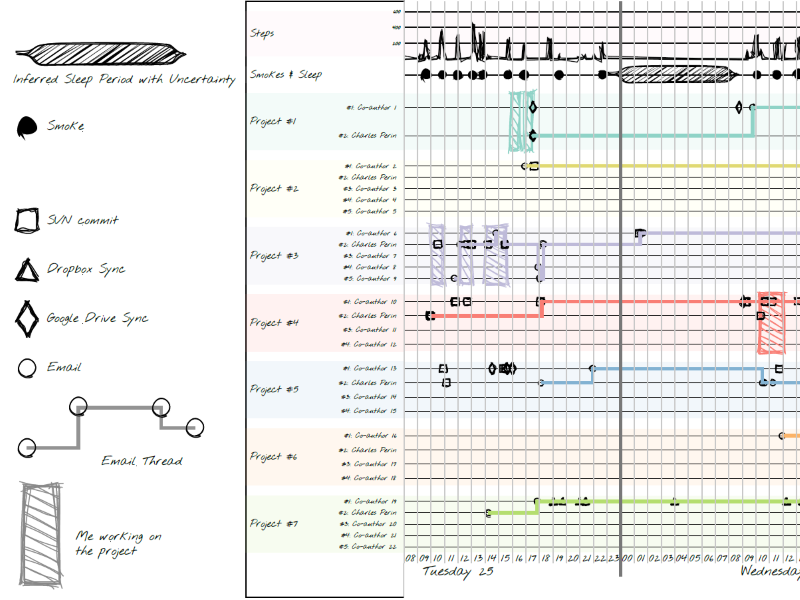 Inferred Sleep Period with Uncertainty
Smoke
SVN commit
Dropbox Sync
Google Drive Sync
Email
Email Thread
Me working on
the project
Steps
400
200
Smokes & Sleep
Project #1
#1: Co-author 1
#2: Charles Perin
Project #2
#1: Co-author 2
#2: Charles Perin
#3: Co-author 3
#4: Co-author 4
#5: Co-author 5
Project #3
#1: Co-author 6
#2: Charles Perin
#3: Co-author 7
#4: Co-author 8
#5: Co-author 9
Project #4
#1: Co-author 10
#2: Charles Perin
#3: Co-author 11
#4: Co-author 12
Project #5
#1: Co-author 13
#2: Charles Perin
#3: Co-author 14
#4: Co-author 15
Project #6
#1: Co-author 16
#2: Charles Perin
#3: Co-author 17
#4: Co-author 18
Project #7
#1: Co-author 19
#2: Charles Perin
#3: Co-author 20
#4: Co-author 21
#5: Co-author 22
08 09 10 11 12 13 14 15 16 17 18 19 20 21 22 23 00 01 02 03 04 05 06 07 08 09 10 11 12
Tuesday 25
Wednesday